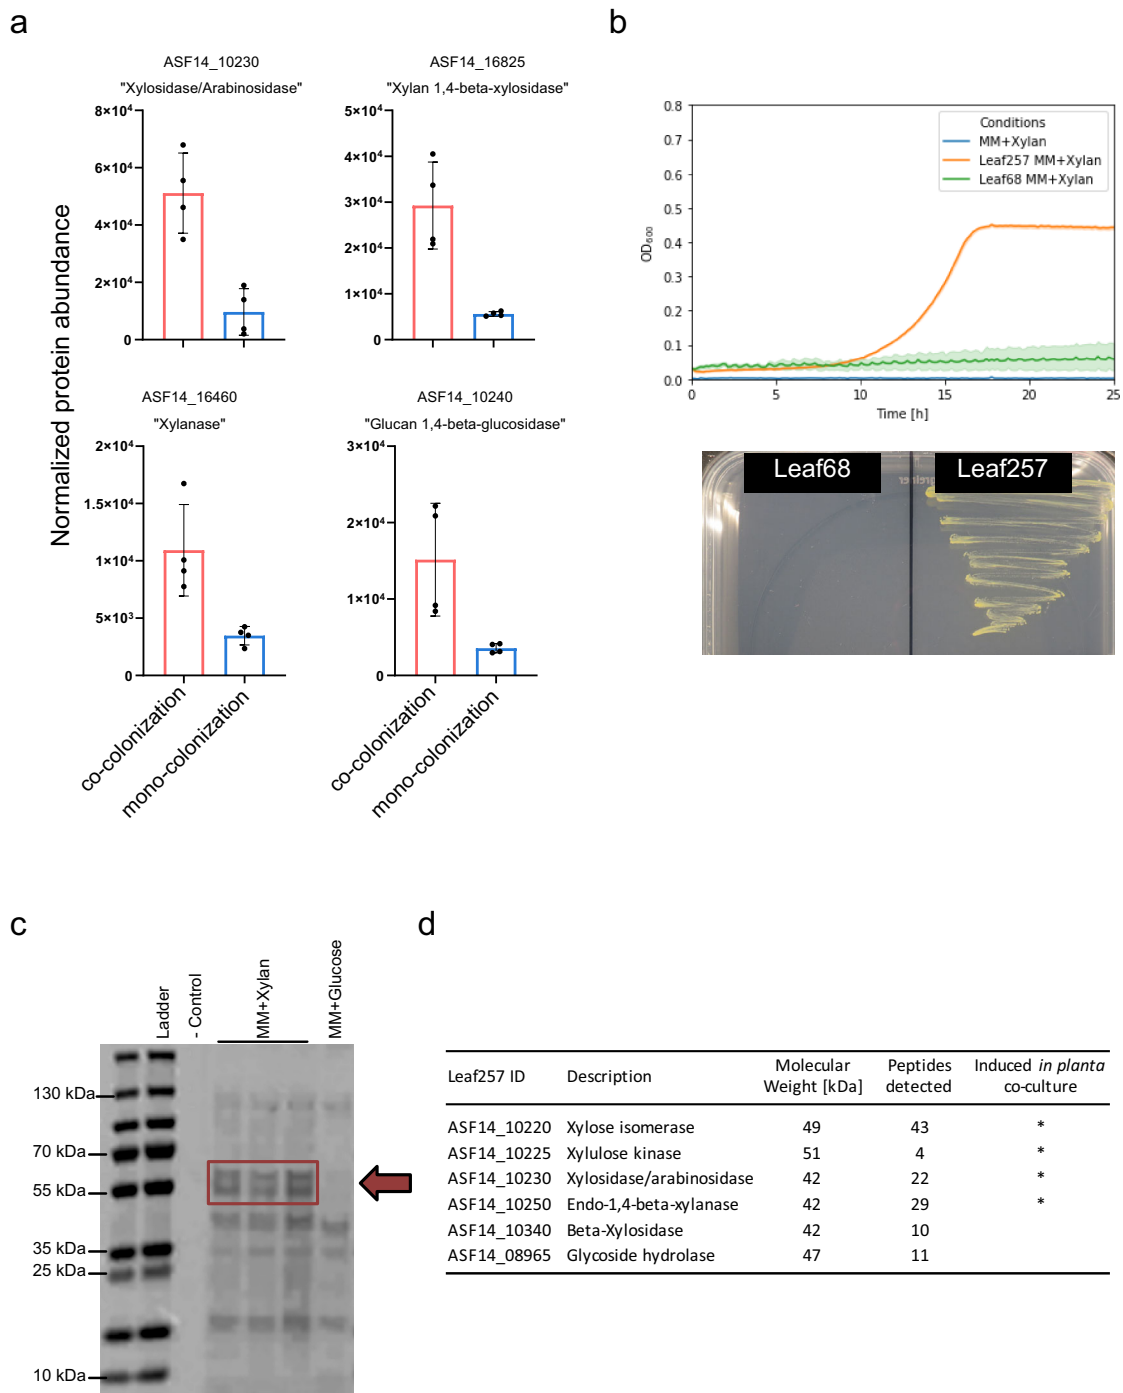 a
ASF14_10230
"Xylosidase/Arabinosidase"
8×10⁴
6×10⁴
4×10⁴
2×10⁴
0
ASF14_16825
"Xylan 1,4-beta-xylosidase"
5×10⁴
4×10⁴
3×10⁴
2×10⁴
1×10⁴
0
Normalized protein abundance
ASF14_16460
"Xylanase"
2×10⁴
1.5×10⁴
1×10⁴
5×10³
0
co-colonization
mono-colonization
ASF14_10240
"Glucan 1,4-beta-glucosidase"
3×10⁴
2×10⁴
1×10⁴
0
co-colonization
mono-colonization
b
0.8
0.7
0.6
0.5
0.4
0.3
0.2
0.1
0.0
OD₆₀₀
Conditions
MM+Xylan
Leaf257 MM+Xylan
Leaf68 MM+Xylan
0 5 10 15 20 25
Time [h]
Leaf68
Leaf257
greiner
c
Ladder
- Control
MM+Xylan
MM+Glucose
130 kDa
70 kDa
55 kDa
35 kDa
25 kDa
10 kDa
d
Leaf257 ID Description Molecular Weight [kDa] Peptides detected Induced in planta co-culture
ASF14_10220 Xylose isomerase 49 43 *
ASF14_10225 Xylulose kinase 51 4 *
ASF14_10230 Xylosidase/arabinosidase 42 22 *
ASF14_10250 Endo-1,4-beta-xylanase 42 29 *
ASF14_10340 Beta-Xylosidase 42 10
ASF14_08965 Glycoside hydrolase 47 11